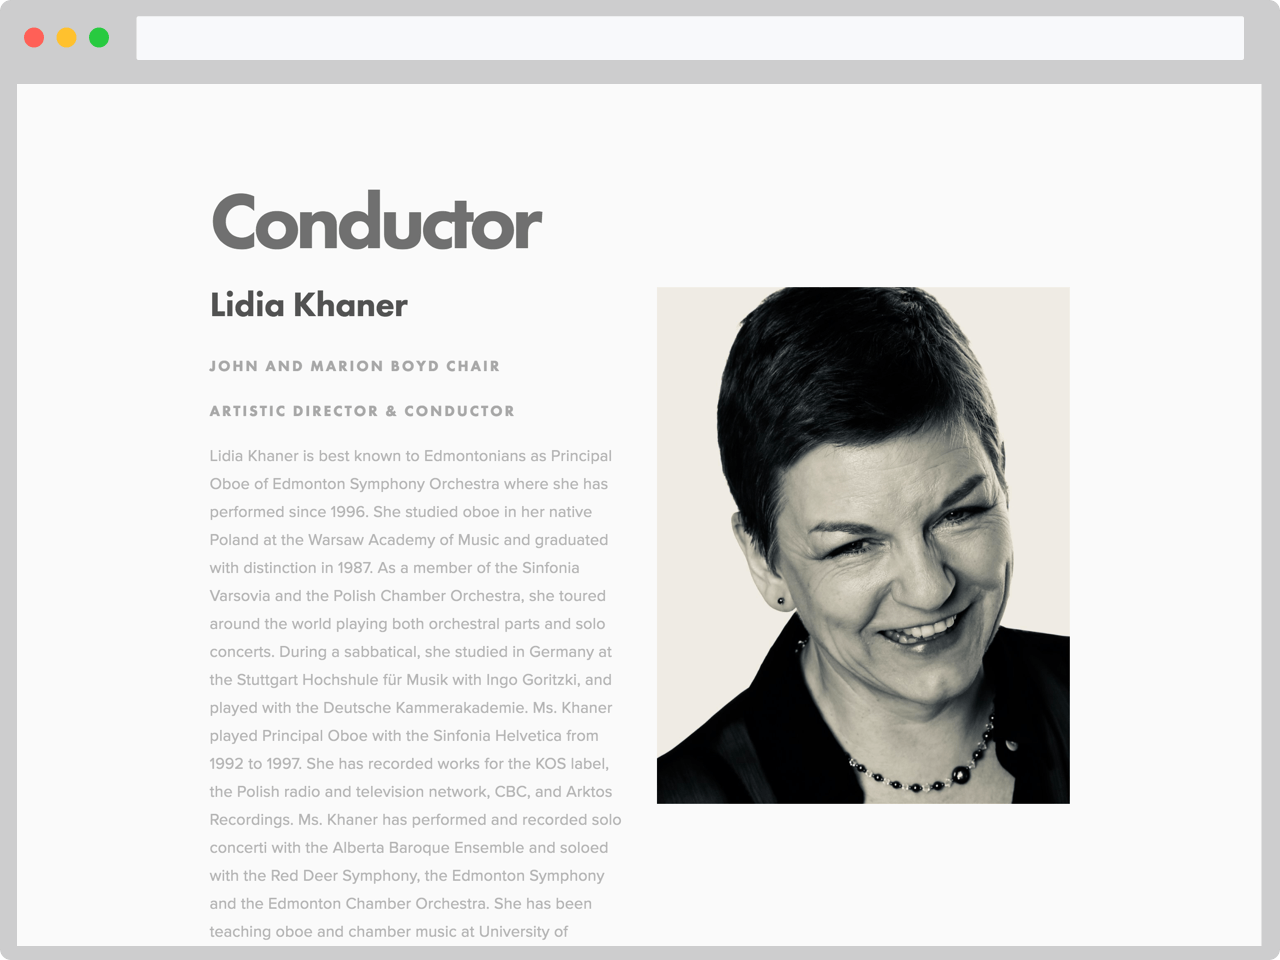 Conductor
Lidia Khaner
JOHN AND MARION BOYD CHAIR
ARTISTIC DIRECTOR & CONDUCTOR
Lidia Khaner is best known to Edmontonians as Principal
Oboe of Edmonton Symphony Orchestra where she has
performed since 1996. She studied oboe in her native
Poland at the Warsaw Academy of Music and graduated
with distinction in 1987. As a member of the Sinfonia
Varsovia and the Polish Chamber Orchestra, she toured
around the world playing both orchestral parts and solo
concerts. During a sabbatical, she studied in Germany at
the Stuttgart Hochshule für Musik with Ingo Goritzki, and
played with the Deutsche Kammerakademie. Ms. Khaner
played Principal Oboe with the Sinfonia Helvetica from
1992 to 1997. She has recorded works for the KOS label,
the Polish radio and television network, CBC, and Arktos
Recordings. Ms. Khaner has performed and recorded solo
concerti with the Alberta Baroque Ensemble and soloed
with the Red Deer Symphony, the Edmonton Symphony
and the Edmonton Chamber Orchestra. She has been
teaching oboe and chamber music at University of